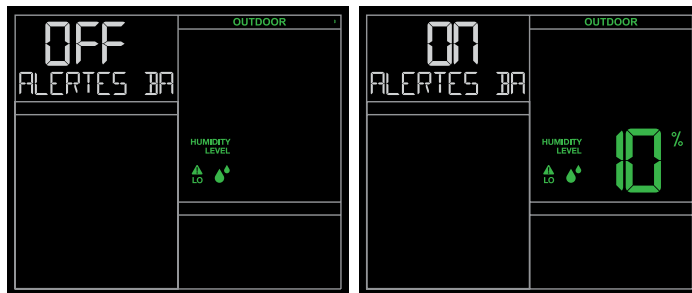 OFF
ALERTES BA
OUTDOOR
HUMIDITY
LEVEL
LO
ON
ALERTES BA
OUTDOOR
HUMIDITY
LEVEL
LO
10 %